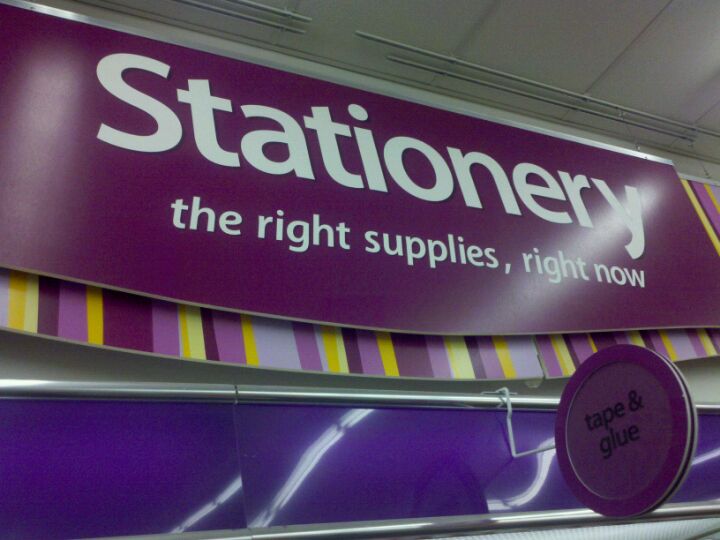 Stationery
the right supplies, right now
tape &
glue